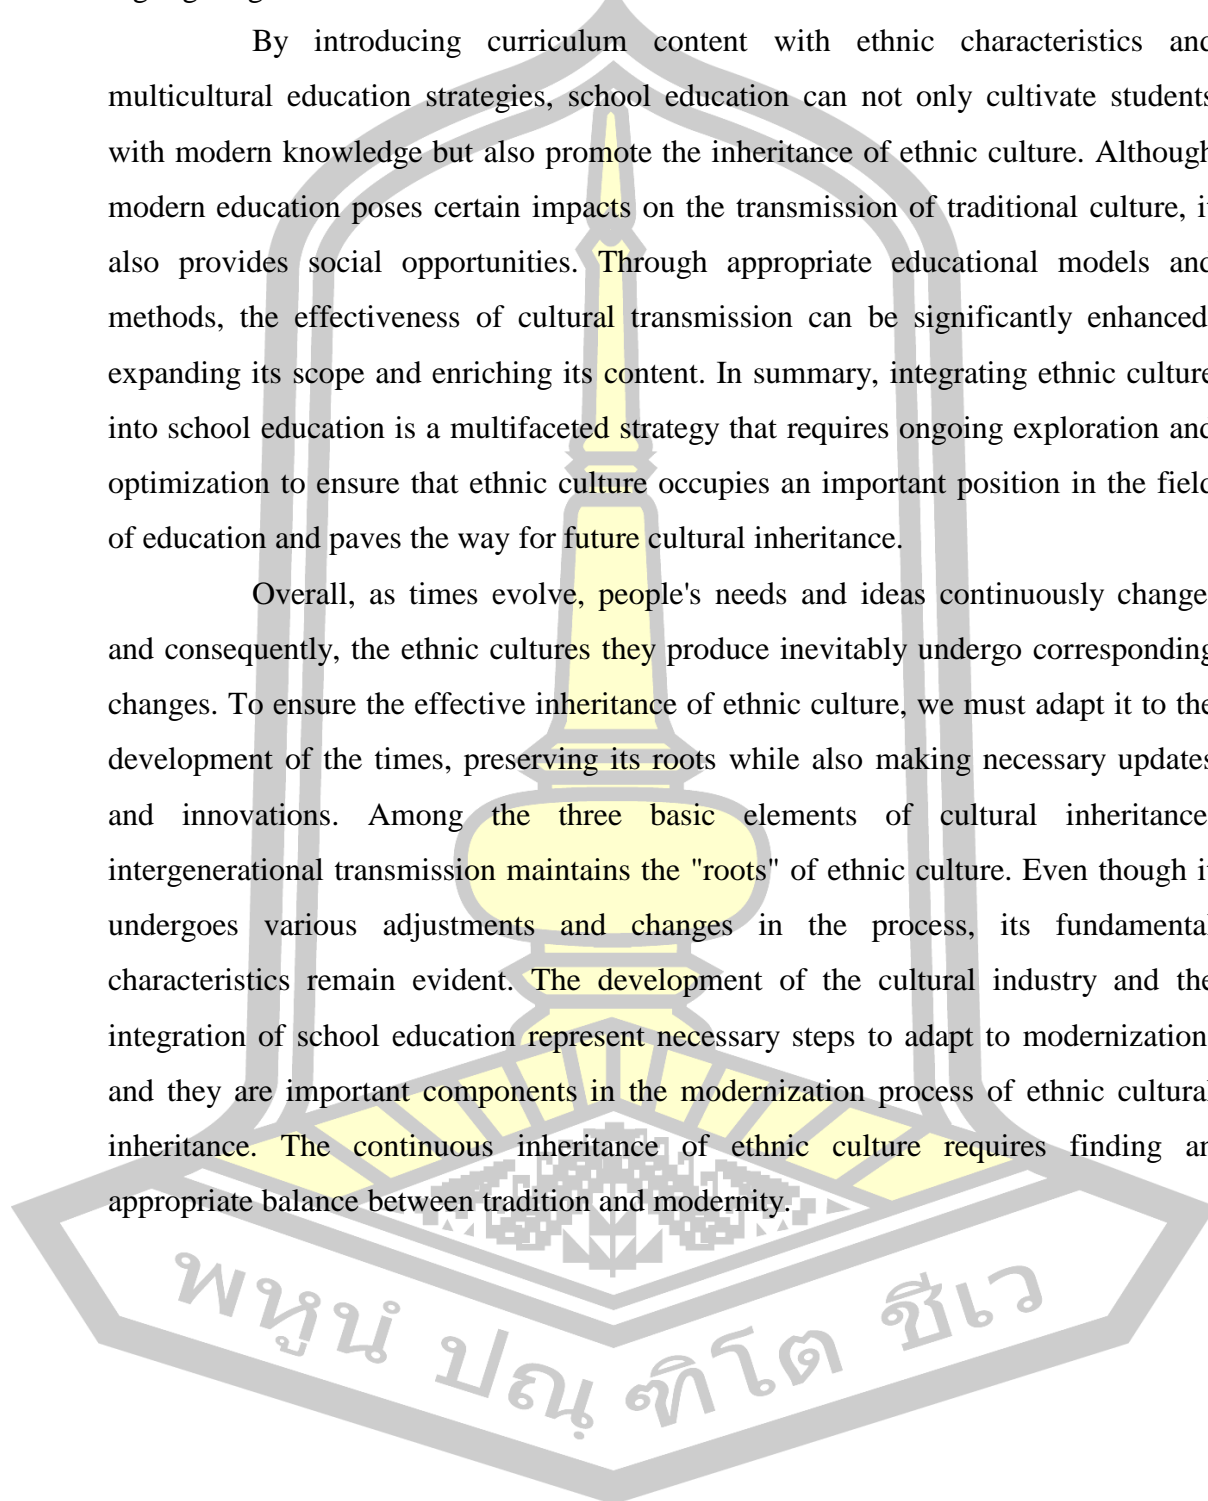 By introducing curriculum content with ethnic characteristics and
multicultural education strategies, school education can not only cultivate students
with modern knowledge but also promote the inheritance of ethnic culture. Although
modern education poses certain impacts on the transmission of traditional culture, it
also provides social opportunities. Through appropriate educational models and
methods, the effectiveness of cultural transmission can be significantly enhanced
expanding its scope and enriching its content. In summary, integrating ethnic culture
into school education is a multifaceted strategy that requires ongoing exploration and
optimization to ensure that ethnic culture occupies an important position in the field
of education and paves the way for future cultural inheritance.
Overall, as times evolve, people's needs and ideas continuously change
and consequently, the ethnic cultures they produce inevitably undergo corresponding
changes. To ensure the effective inheritance of ethnic culture, we must adapt it to the
development of the times, preserving its roots while also making necessary updates
and innovations. Among the three basic elements of cultural inheritance
intergenerational transmission maintains the "roots" of ethnic culture. Even though it
undergoes various adjustments and changes in the process, its fundamental
characteristics remain evident. The development of the cultural industry and the
integration of school education represent necessary steps to adapt to modernization
and they are important components in the modernization process of ethnic cultural
inheritance. The continuous inheritance of ethnic culture requires finding an
appropriate balance between tradition and modernity.
พหูนํ ปณฺฑิโต ชีเว